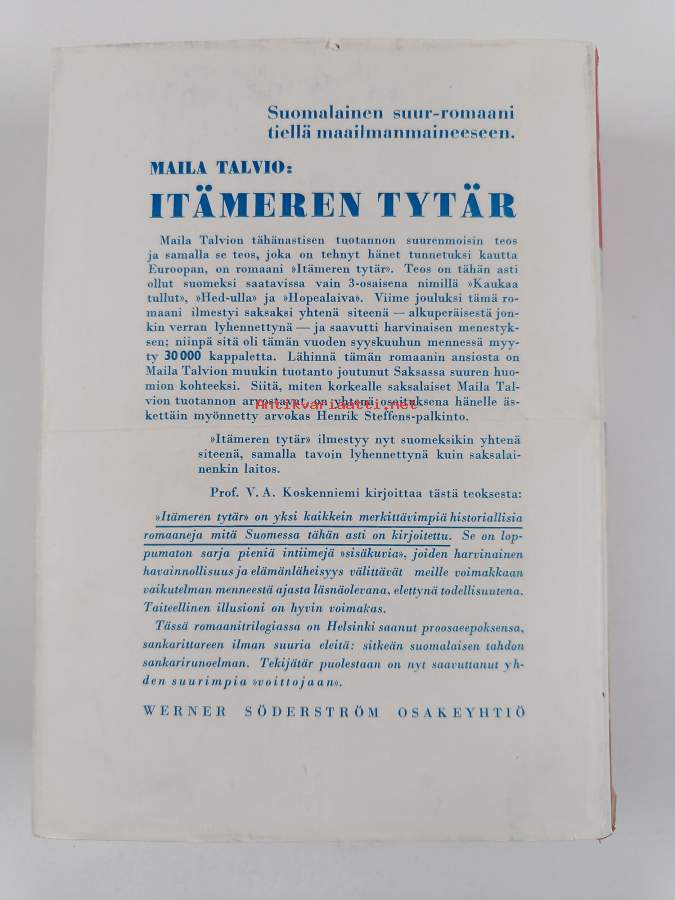 Suomalainen suur-romaani
tiellä maailmanmaineeseen.
MAILA TALVIO:
ITÄMEREN TYTÄR
Maila Talvion tähänastisen tuotannon suurenmoisin teos
ja samalla se teos, joka on tehnyt hänet tunnetuksi kautta
Euroopan, on romaani »Itämeren tytär». Teos on tähän asti
ollut suomeksi saatavissa vain 3-osaisena nimillä »Kaukaa
tullut», »Hed-ulla» ja »Hopealaiva». Viime jouluksi tämä ro-
maani ilmestyi saksaksi yhtenä siteenä — alkuperäisestä jon-
kin verran lyhennettynä — ja saavutti harvinaisen menestyk-
sen; niinpä sitä oli tämän vuoden syyskuuhun mennessä myy-
ty 30 000 kappaletta. Lähinnä tämän romaanin ansiosta on
Maila Talvion muukin tuotanto joutunut Saksassa suuren huo-
mion kohteeksi. Siitä, miten korkealle saksalaiset Maila Tal-
vion tuotannon arvostavat, on yhtenä osoituksena hänelle äs-
kettäin myönnetty arvokas Henrik Steffens-palkinto.
Antikvariaatti.net
»Itämeren tytär» ilmestyy nyt suomeksikin yhtenä
siteenä, samalla tavoin lyhennettynä kuin saksalai-
nenkin laitos.
Prof. V. A. Koskenniemi kirjoittaa tästä teoksesta:
»Itämeren tytär» on yksi kaikkein merkittävimpiä historiallisia
romaaneja mitä Suomessa tähän asti on kirjoitettu. Se on lop-
pumaton sarja pieniä intiimejä »sisäkuvia», joiden harvinainen
havainnollisuus ja elämänläheisyys välittävät meille voimakkaan
vaikutelman menneestä ajasta läsnäolevana, elettynä todellisuutena.
Taiteellinen illusioni on hyvin voimakas.
Tässä romaanitrilogiassa on Helsinki saanut proosaeepoksensa,
sankarittareen ilman suuria eleitä: sitkeän suomalaisen tahdon
sankarirunoelman. Tekijätär puolestaan on nyt saavuttanut yh-
den suurimpia »voittojaan».
WERNER SÖDERSTRÖM OSAKEYHTIÖ